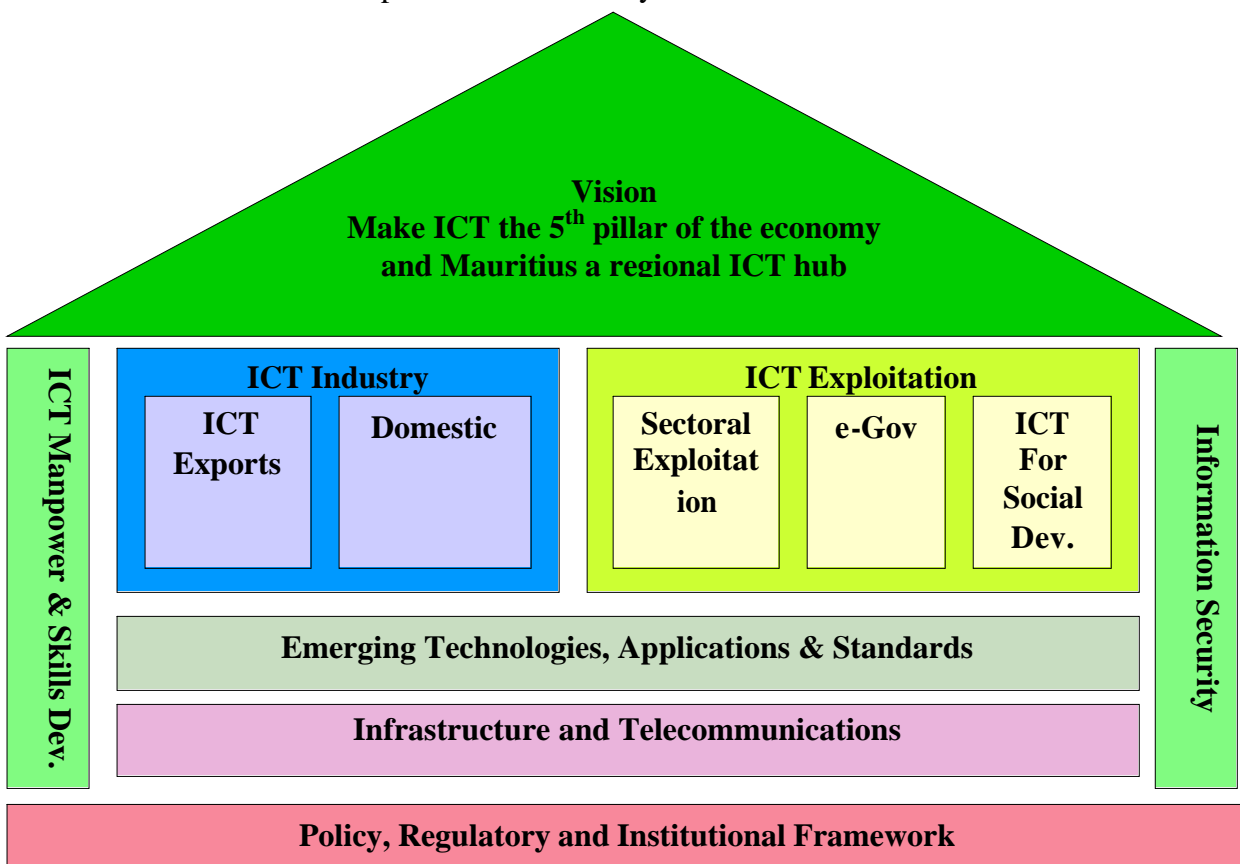 Vision
Make ICT the 5th pillar of the economy
and Mauritius a regional ICT hub
ICT Manpower & Skills Dev.
ICT Industry
ICT
Exports
Domestic
ICT Exploitation
Sectoral
Exploitat
ion
e-Gov
ICT
For
Social
Dev.
Information Security
Emerging Technologies, Applications & Standards
Infrastructure and Telecommunications
Policy, Regulatory and Institutional Framework